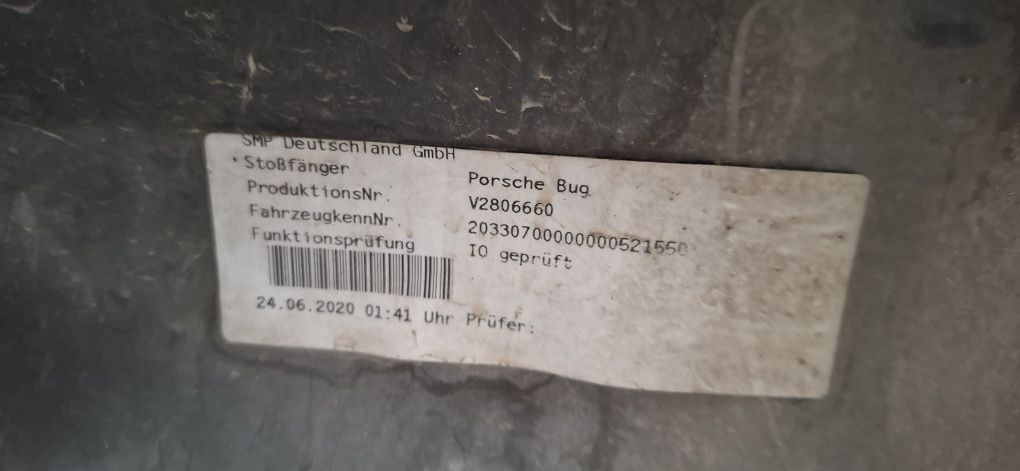 SMP Deutschland GmbH
Stoßfänger Porsche Bug
ProduktionsNr. V2806660
FahrzeugkennNr. 20330700000000521550
Funktionsprüfung IO geprüft
24.06.2020 01:41 Uhr Prüfer: